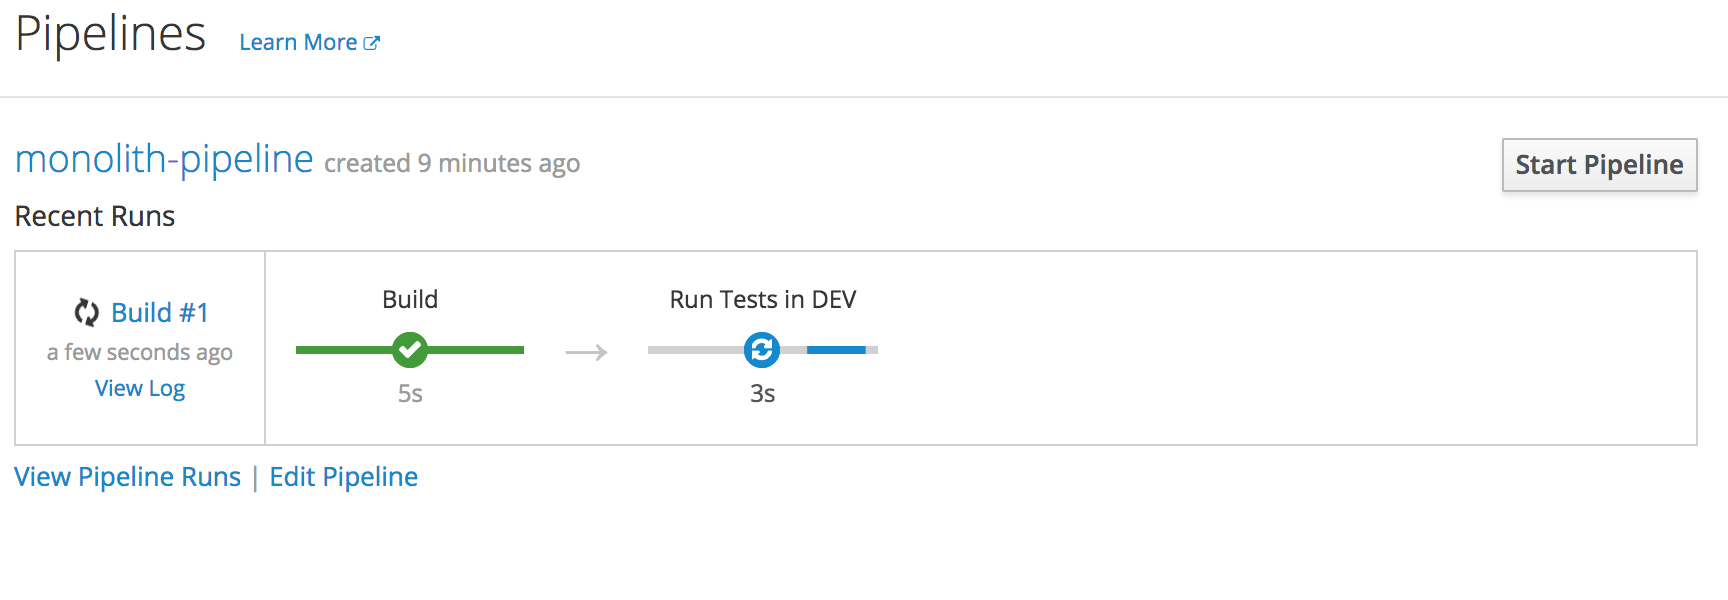 Pipelines Learn More
monolith-pipeline created 9 minutes ago
Start Pipeline
Recent Runs
Build #1
a few seconds ago
View Log
Build
5s
Run Tests in DEV
3s
View Pipeline Runs | Edit Pipeline